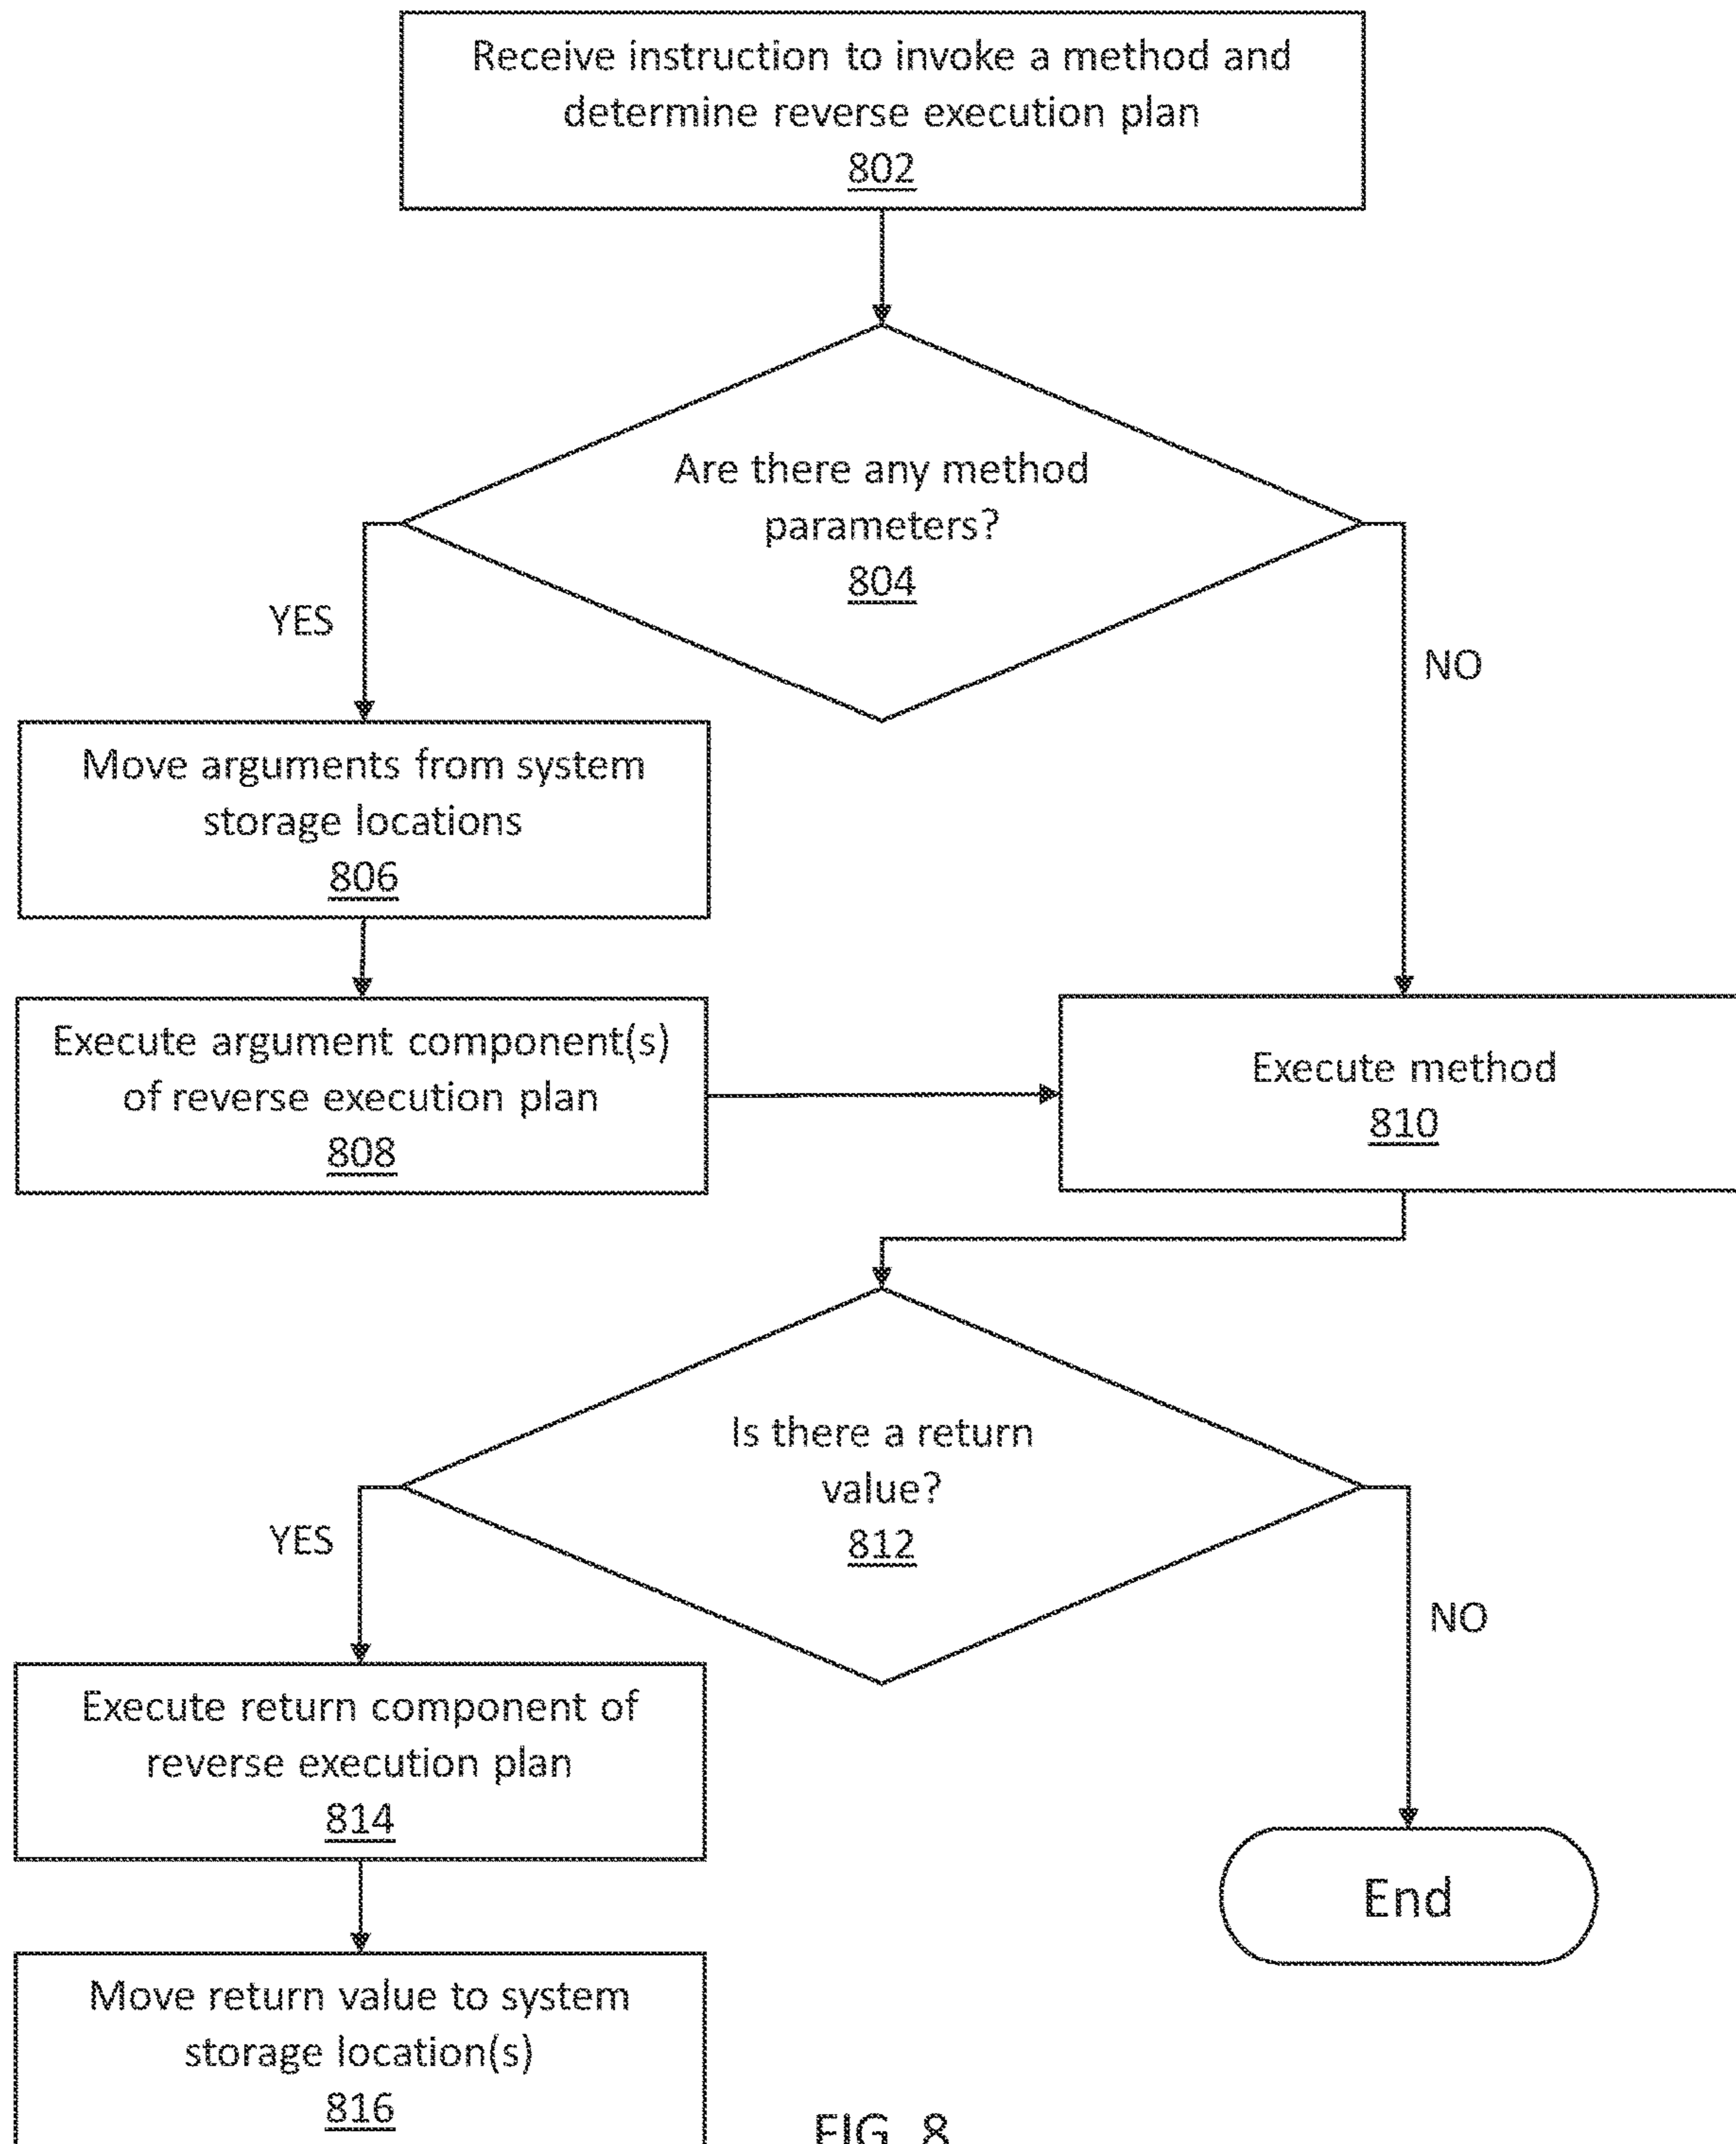 Receive instruction to invoke a method and
determine reverse execution plan
802
Are there any method
parameters?
804
YES
NO
Move arguments from system
storage locations
806
Execute argument component(s)
of reverse execution plan
808
Execute method
810
Is there a return
value?
812
YES
NO
Execute return component of
reverse execution plan
814
End
Move return value to system
storage location(s)
816
FIG. 8